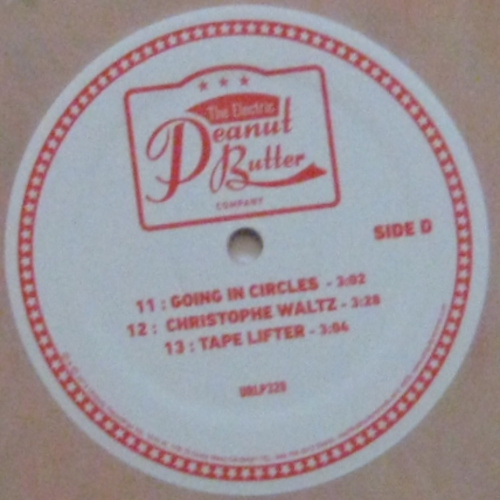 The Electric
Peanut
Butter
COMPANY
SIDE D
11 : GOING IN CIRCLES - 3:02
12 : CHRISTOPHE WALTZ - 3:28
13 : TAPE LIFTER - 3:04
URLP320